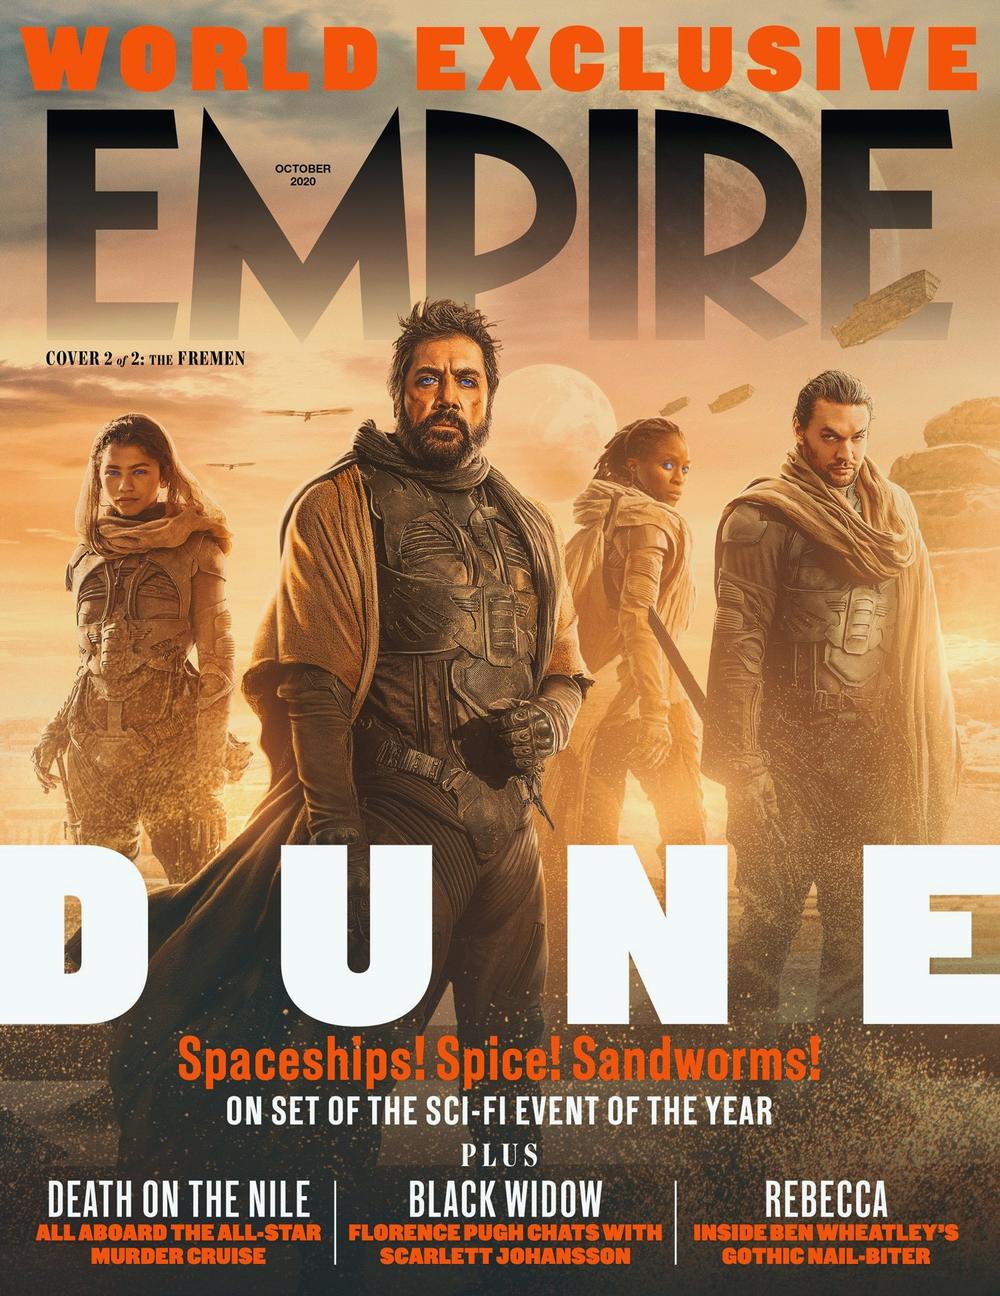 WORLD EXCLUSIVE
EMPIRE
OCTOBER
2020
COVER 2 of 2: THE FREMEN
DUNE
Spaceships! Spice! Sandworms!
ON SET OF THE SCI-FI EVENT OF THE YEAR
PLUS
DEATH ON THE NILE
ALL ABOARD THE ALL-STAR
MURDER CRUISE
BLACK WIDOW
FLORENCE PUGH CHATS WITH
SCARLETT JOHANSSON
REBECCA
INSIDE BEN WHEATLEY'S
GOTHIC NAIL-BITER